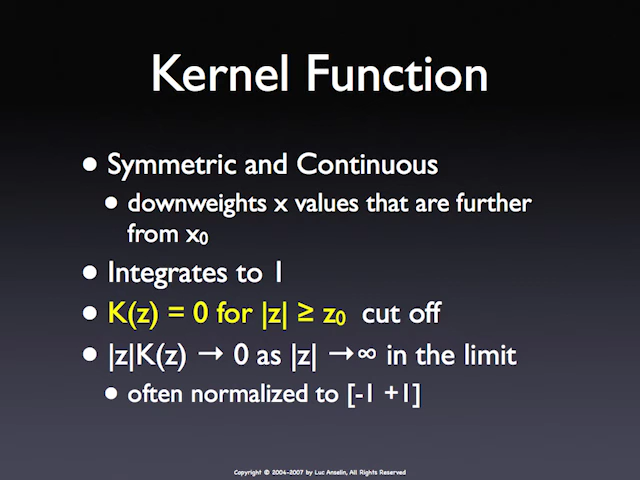 Kernel Function
• Symmetric and Continuous
• downweights x values that are further
from x₀
• Integrates to 1
• K(z) = 0 for |z| ≥ z₀ cut off
• |z|K(z) → 0 as |z| →∞ in the limit
• often normalized to [-1 +1]
Copyright © 2004-2007 by Luc Anselin, All Rights Reserved